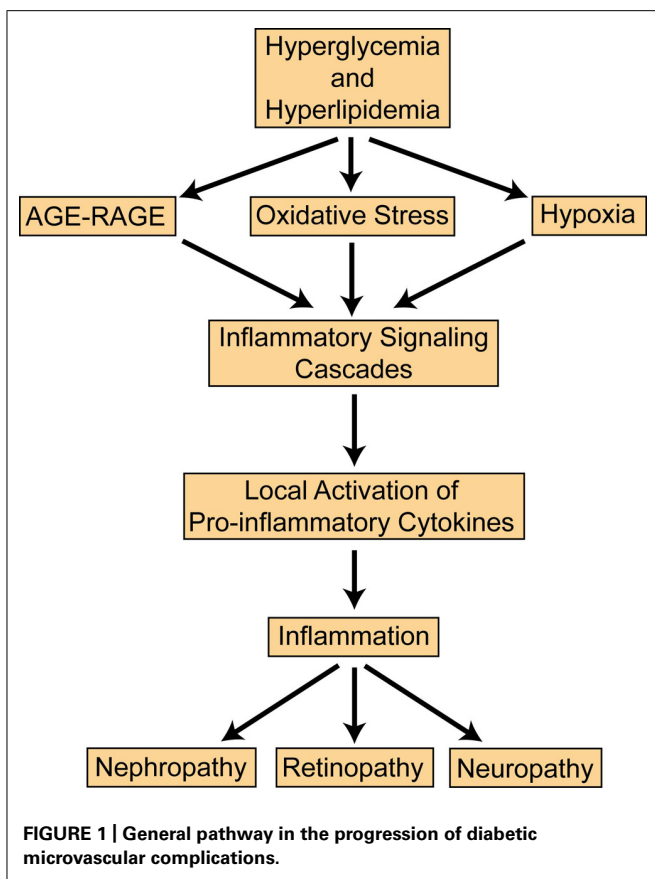 Hyperglycemia
and
Hyperlipidemia
AGE-RAGE
Oxidative Stress
Hypoxia
Inflammatory Signaling
Cascades
Local Activation of
Pro-inflammatory Cytokines
Inflammation
Nephropathy
Retinopathy
Neuropathy
FIGURE 1 | General pathway in the progression of diabetic
microvascular complications.